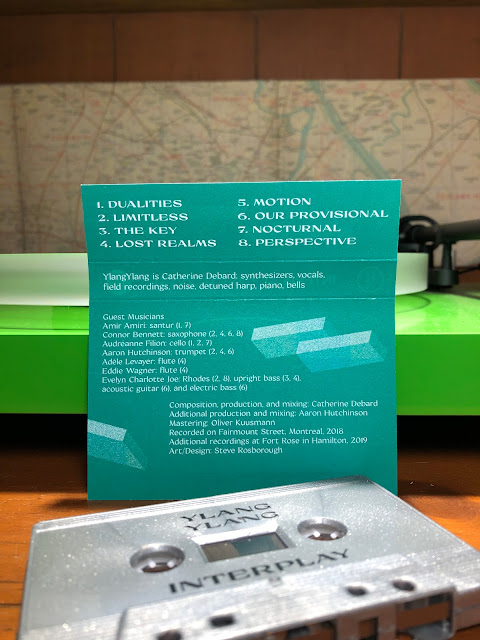 1. DUALITIES
2. LIMITLESS
3. THE KEY
4. LOST REALMS
5. MOTION
6. OUR PROVISIONAL
7. NOCTURNAL
8. PERSPECTIVE
YlangYlang is Catherine Debard: synthesizers, vocals,
field recordings, noise, detuned harp, piano, bells
Guest Musicians
Amir Amiri: santur (1, 7)
Connor Bennett: saxophone (2, 4, 6, 8)
Audreanne Filion: cello (1, 2, 7)
Aaron Hutchinson: trumpet (2, 4, 6)
Adèle Levayer: flute (4)
Eddie Wagner: flute (4)
Evelyn Charlotte Joe: Rhodes (2, 8), upright bass (3, 4),
acoustic guitar (6), and electric bass (6)
Composition, production, and mixing: Catherine Debard
Additional production and mixing: Aaron Hutchinson
Mastering: Oliver Kuusmann
Recorded on Fairmount Street, Montreal, 2018
Additional recordings at Fort Rose in Hamilton, 2019
Art/Design: Steve Rosborough
YLANG
YLANG
INTERPLAY